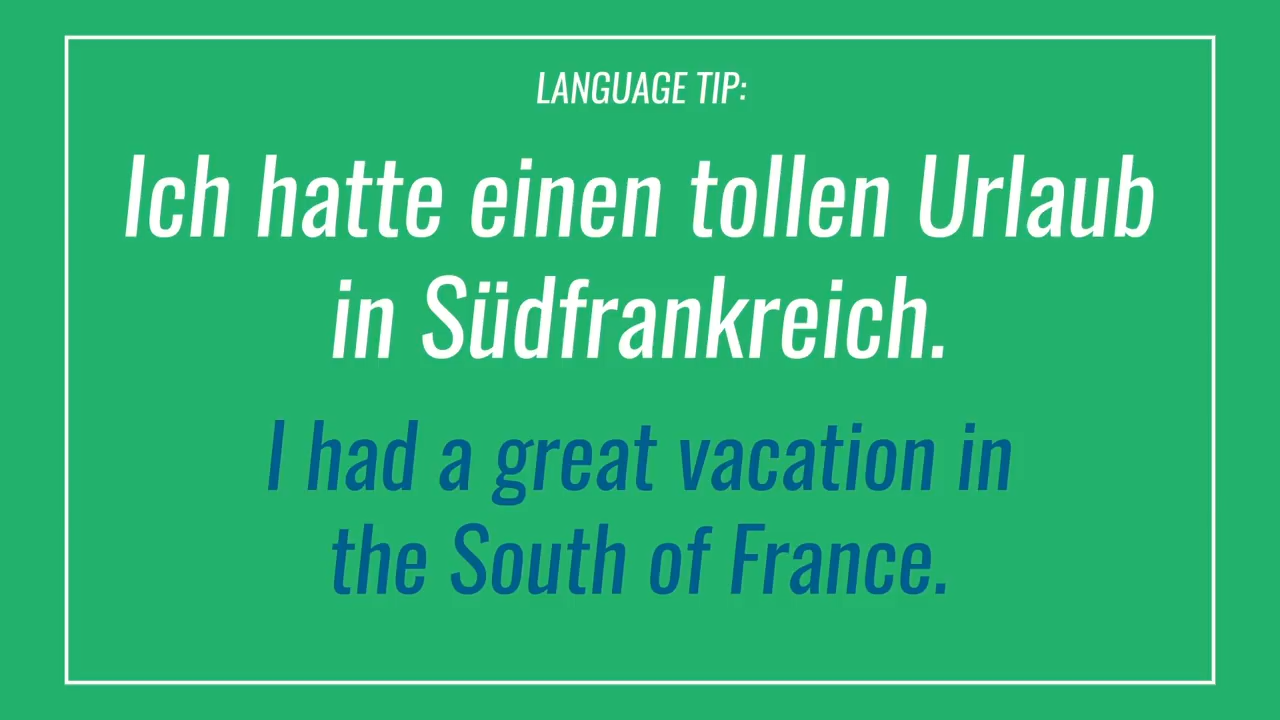 LANGUAGE TIP:
Ich hatte einen tollen Urlaub
in Südfrankreich.
I had a great vacation in
the South of France.